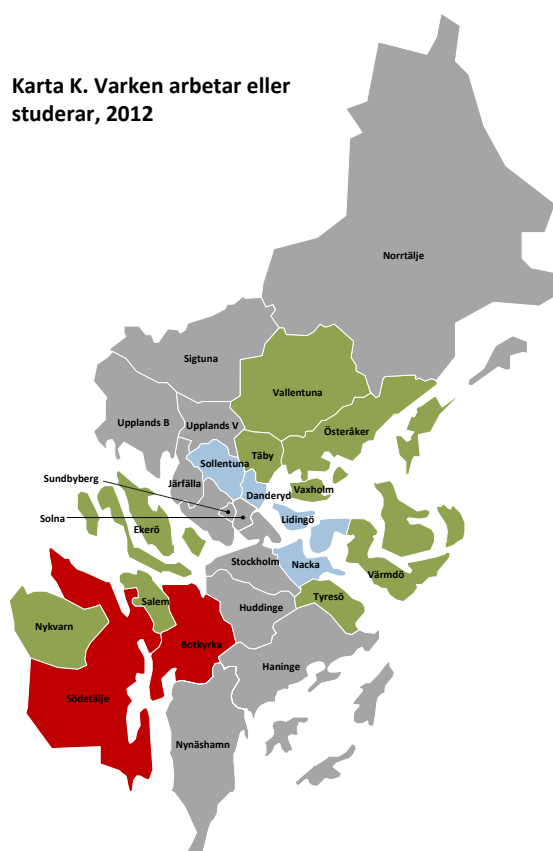 Karta K. Varken arbetar eller
studerar, 2012
Norrtälje
Sigtuna
Vallentuna
Upplands B
Upplands V
Österåker
Sollentuna
Täby
Sundbyberg
Järfälla
Danderyd
Vaxholm
Solna
Ekerö
Lidingö
Stockholm
Nacka
Värmdö
Salem
Tyresö
Nykvarn
Huddinge
Botkyrka
Haninge
Södetälje
Nynäshamn